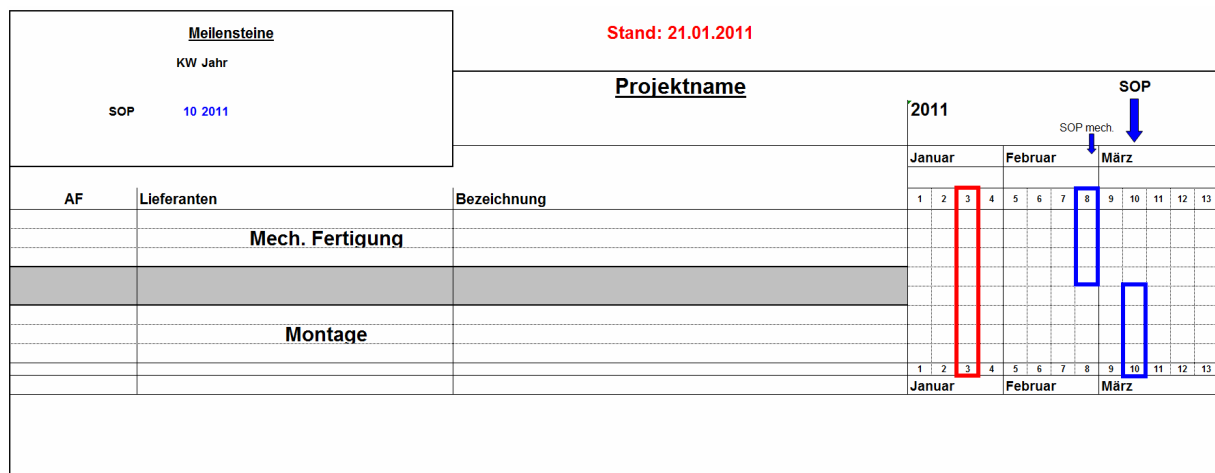 Meilensteine
KW Jahr
SOP 10 2011
Stand: 21.01.2011
Projektname
SOP
2011
SOP mech.
Januar Februar März
AF Lieferanten Bezeichnung 1 2 3 4 5 6 7 8 9 10 11 12 13
Mech. Fertigung
Montage
1 2 3 4 5 6 7 8 9 10 11 12 13
Januar Februar März